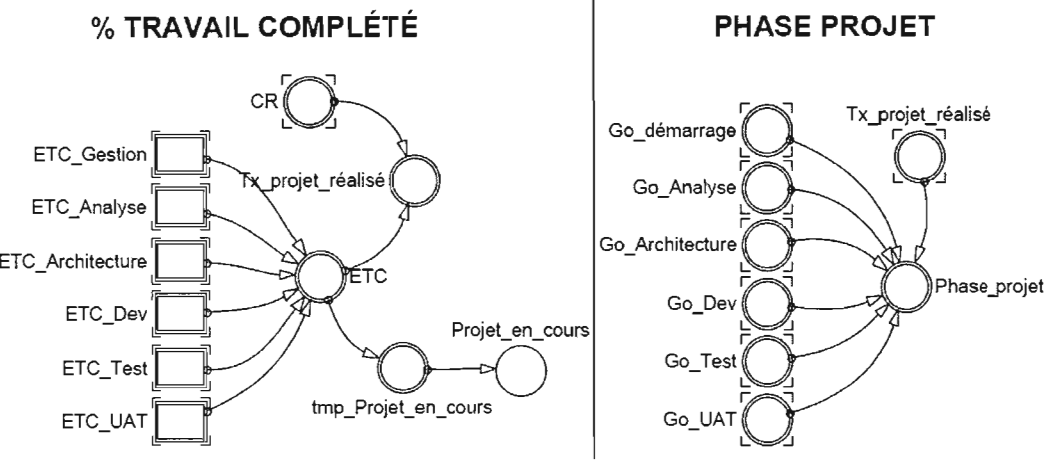 % TRAVAIL COMPLÉTÉ
CR
ETC_Gestion
Tx_projet_réalisé
ETC_Analyse
ETC_Architecture
ETC
ETC_Dev
Projet_en_cours
ETC_Test
tmp_Projet_en_cours
ETC_UAT
PHASE PROJET
Tx_projet_réalisé
Go_démarrage
Go_Analyse
Go_Architecture
Phase_projet
Go_Dev
Go_Test
Go_UAT